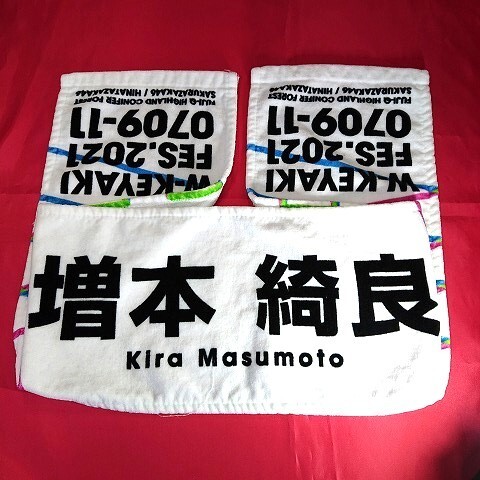 W-KEYAKI
FES.2021
0709-11
FUJI-Q HIGHLAND CONIFER FOREST
SAKURAZAKA46 / HINATAZAKA46
W-KEYAKI
FES.2021
0709-11
FUJI-Q HIGHLAND CONIFER FOREST
SAKURAZAKA46 / HINATAZAKA46
増本 綺良
Kira Masumoto